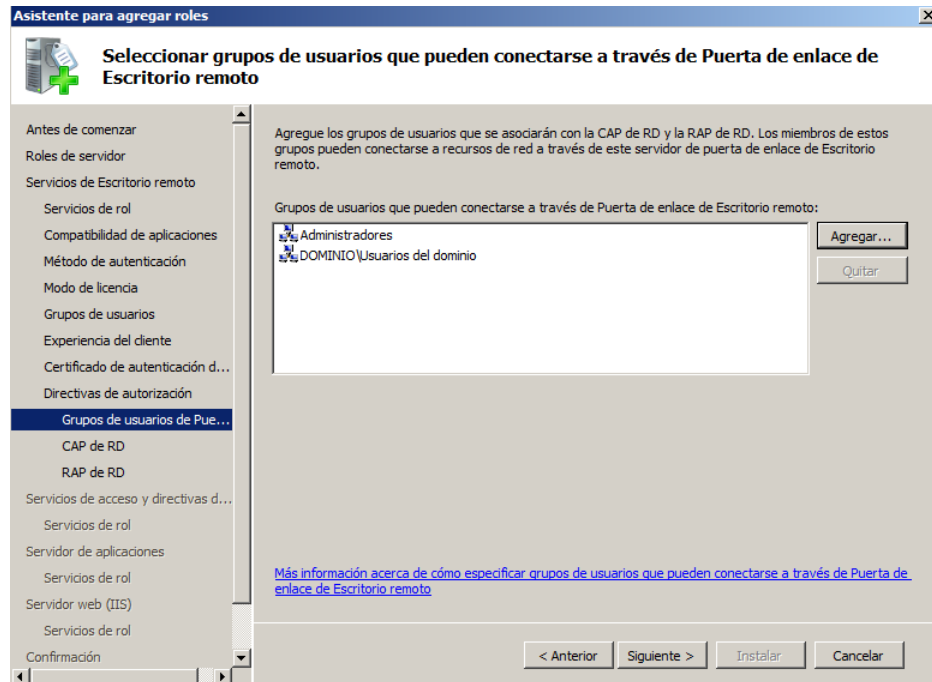 Asistente para agregar roles
Seleccionar grupos de usuarios que pueden conectarse a través de Puerta de enlace de
Escritorio remoto
Antes de comenzar
Roles de servidor
Servicios de Escritorio remoto
Servicios de rol
Compatibilidad de aplicaciones
Método de autenticación
Modo de licencia
Grupos de usuarios
Experiencia del cliente
Certificado de autenticación d...
Directivas de autorización
Grupos de usuarios de Pue...
CAP de RD
RAP de RD
Servicios de acceso y directivas d...
Servicios de rol
Servidor de aplicaciones
Servicios de rol
Servidor web (IIS)
Servicios de rol
Confirmación
Agregue los grupos de usuarios que se asociarán con la CAP de RD y la RAP de RD. Los miembros de estos
grupos pueden conectarse a recursos de red a través de este servidor de puerta de enlace de Escritorio
remoto.
Grupos de usuarios que pueden conectarse a través de Puerta de enlace de Escritorio remoto:
Administradores
DOMINIO\Usuarios del dominio
Agregar...
Quitar
Más información acerca de cómo especificar grupos de usuarios que pueden conectarse a través de Puerta de
enlace de Escritorio remoto
< Anterior
Siguiente >
Instalar
Cancelar